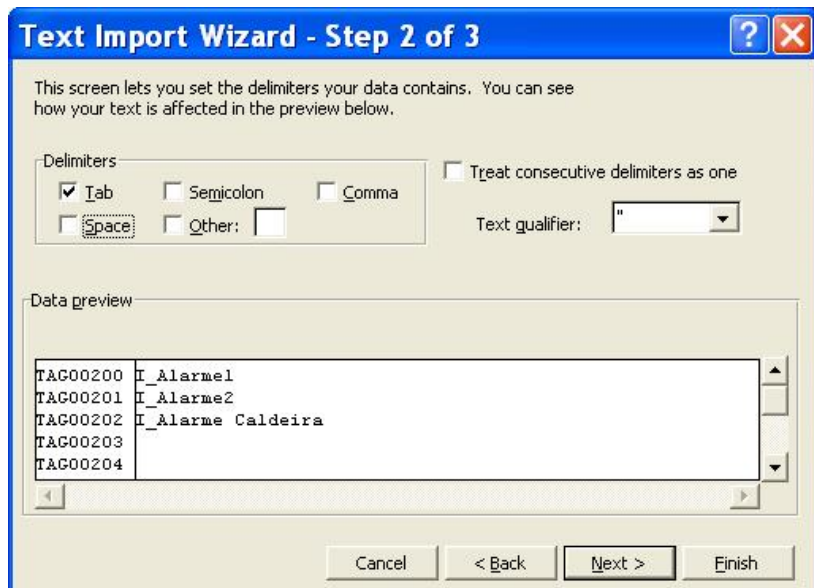 Text Import Wizard - Step 2 of 3 ?
This screen lets you set the delimiters your data contains. You can see
how your text is affected in the preview below.
Delimiters
Tab Semicolon Comma
Space Other:
Treat consecutive delimiters as one
Text qualifier: "
Data preview
TAG00200 I_Alarme1
TAG00201 I_Alarme2
TAG00202 I_Alarme Caldeira
TAG00203
TAG00204
Cancel < Back Next > Finish